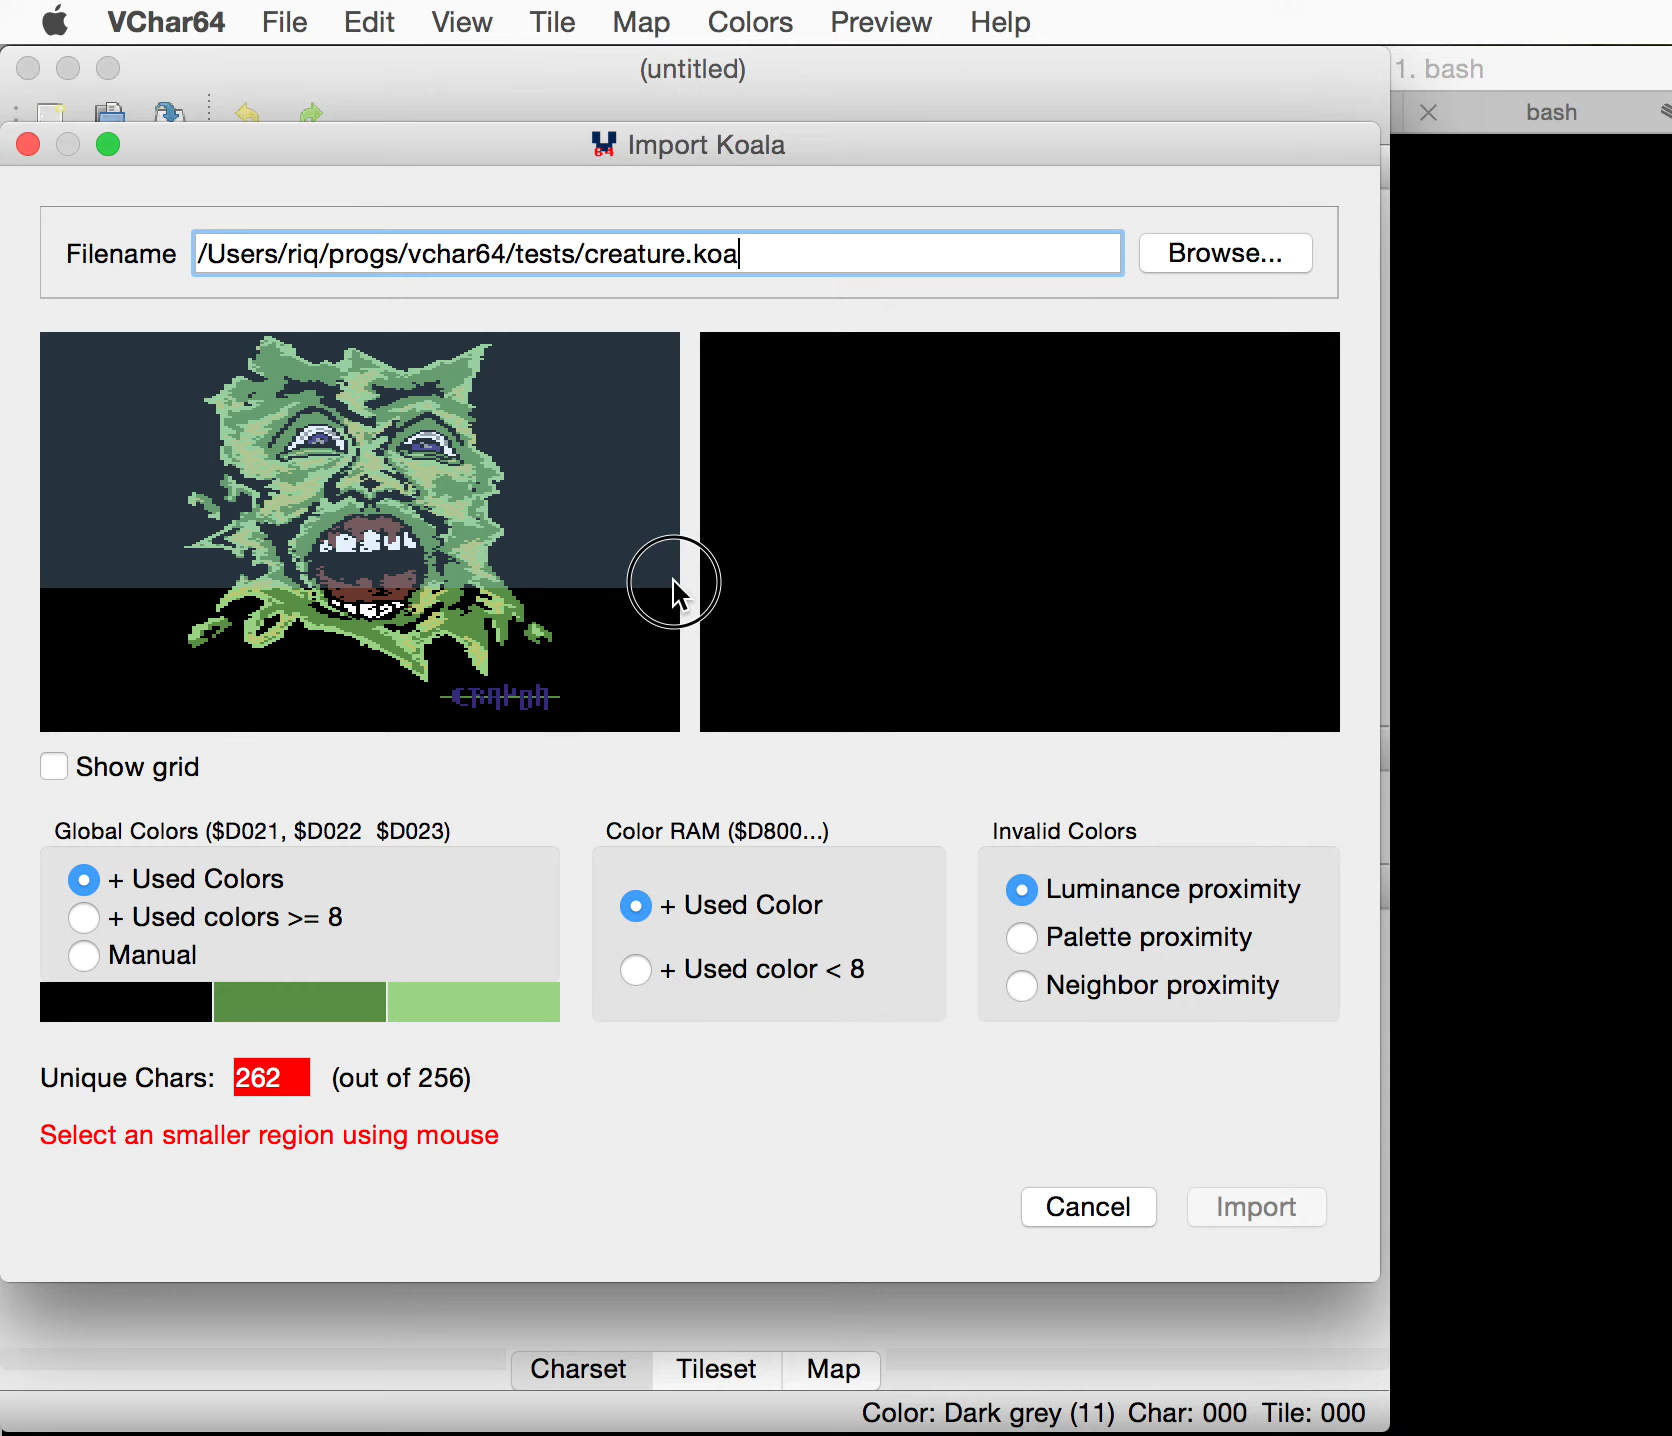 VChar64 File Edit View Tile Map Colors Preview Help
(untitled)
1. bash
bash
Import Koala
Filename /Users/riq/progs/vchar64/tests/creature.koa Browse...
Show grid
Global Colors ($D021, $D022 $D023)
+ Used Colors
+ Used colors >= 8
Manual
Color RAM ($D800...)
+ Used Color
+ Used color < 8
Invalid Colors
Luminance proximity
Palette proximity
Neighbor proximity
Unique Chars: 262 (out of 256)
Select an smaller region using mouse
Cancel Import
Charset Tileset Map
Color: Dark grey (11) Char: 000 Tile: 000